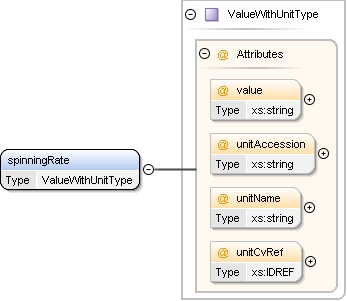 ValueWithUnitType
@ Attributes
@ value
Type xs:string
@ unitAccession
Type xs:string
spinningRate
Type ValueWithUnitType
@ unitName
Type xs:string
@ unitCvRef
Type xs:IDREF